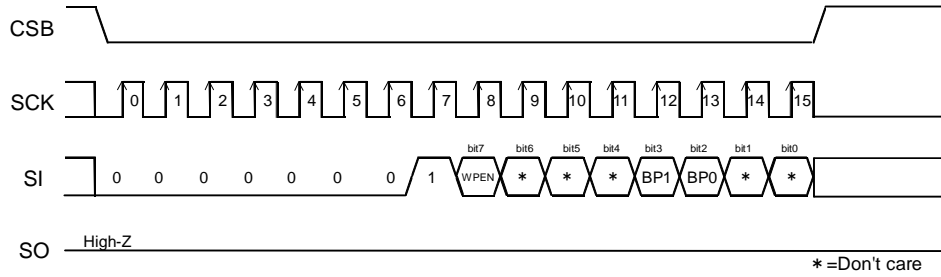 CSB
SCK 0 1 2 3 4 5 6 7 8 9 10 11 12 13 14 15
bit7 bit6 bit5 bit4 bit3 bit2 bit1 bit0
SI 0 0 0 0 0 0 0 1 WPEN * * * BP1 BP0 * *
SO High-Z
* =Don't care